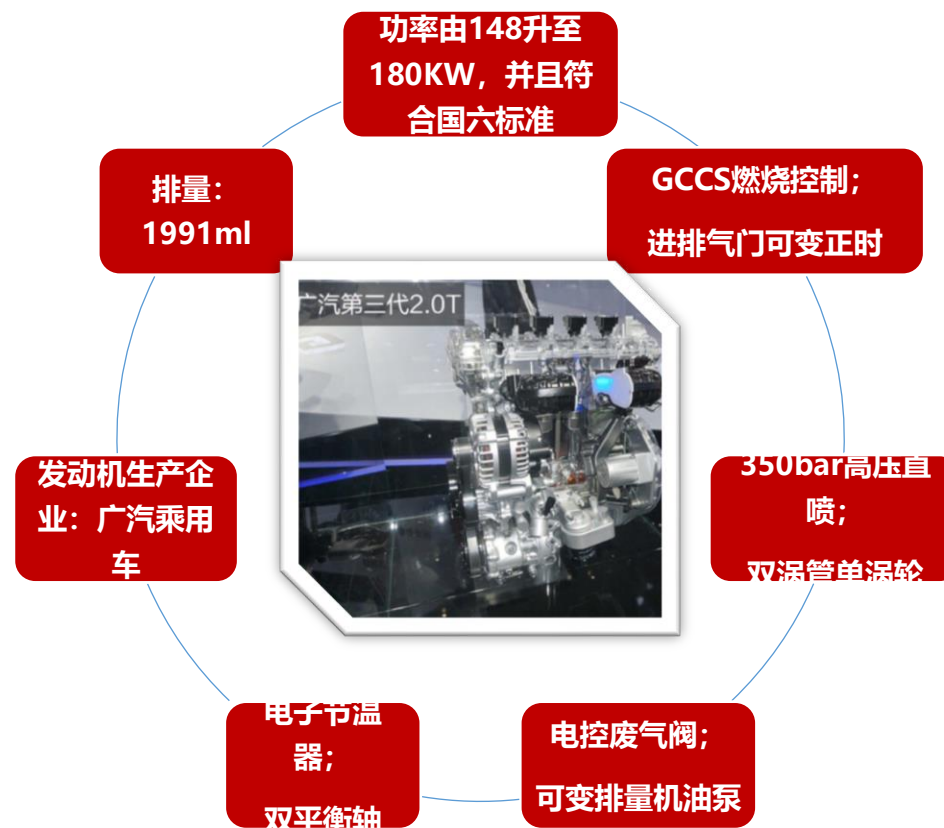 功率由148升至
180KW，并且符
合国六标准
GCCS燃烧控制；
进排气门可变正时
350bar高压直
喷；
双涡管单涡轮
电控废气阀；
可变排量机油泵
电子节温
器；
双平衡轴
发动机生产企
业：广汽乘用
车
排量：
1991ml
广汽第三代2.0T